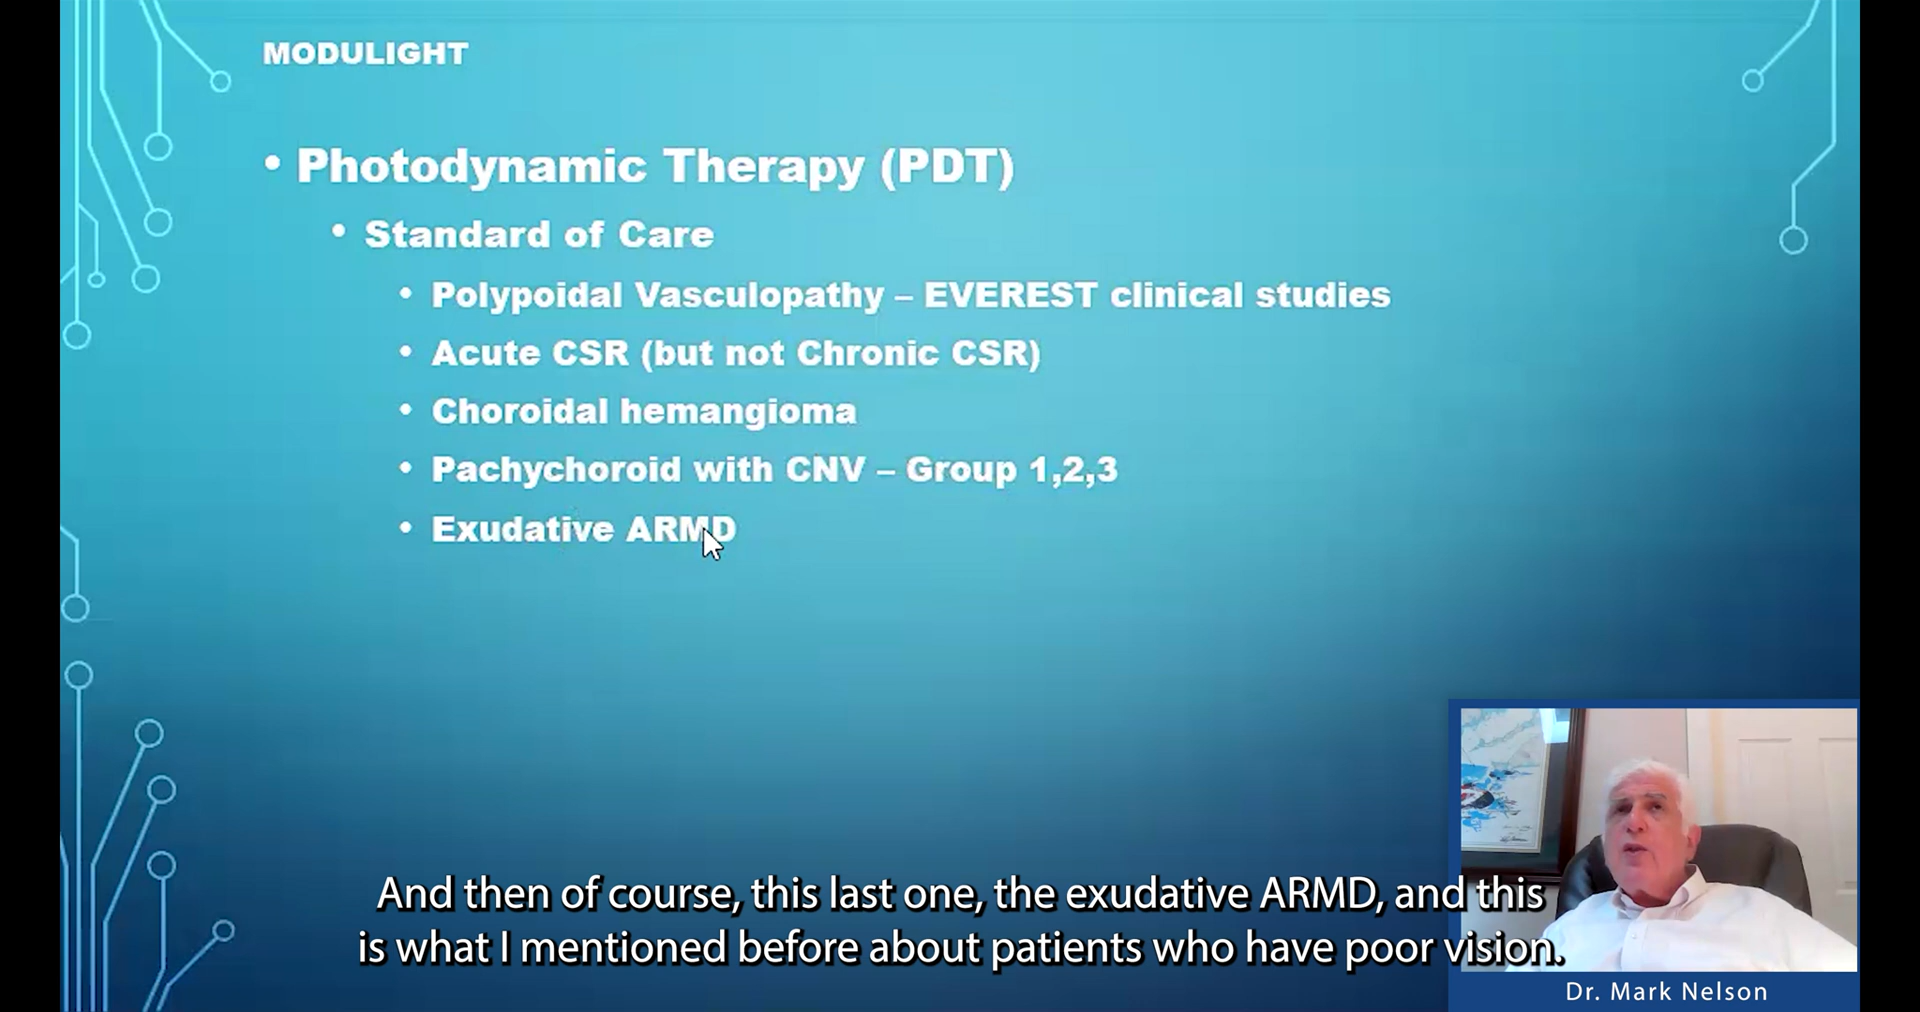 MODULIGHT
• Photodynamic Therapy (PDT)
• Standard of Care
• Polypoidal Vasculopathy – EVEREST clinical studies
• Acute CSR (but not Chronic CSR)
• Choroidal hemangioma
• Pachychoroid with CNV – Group 1,2,3
• Exudative ARMD
And then of course, this last one, the exudative ARMD, and this
is what I mentioned before about patients who have poor vision.
Dr. Mark Nelson